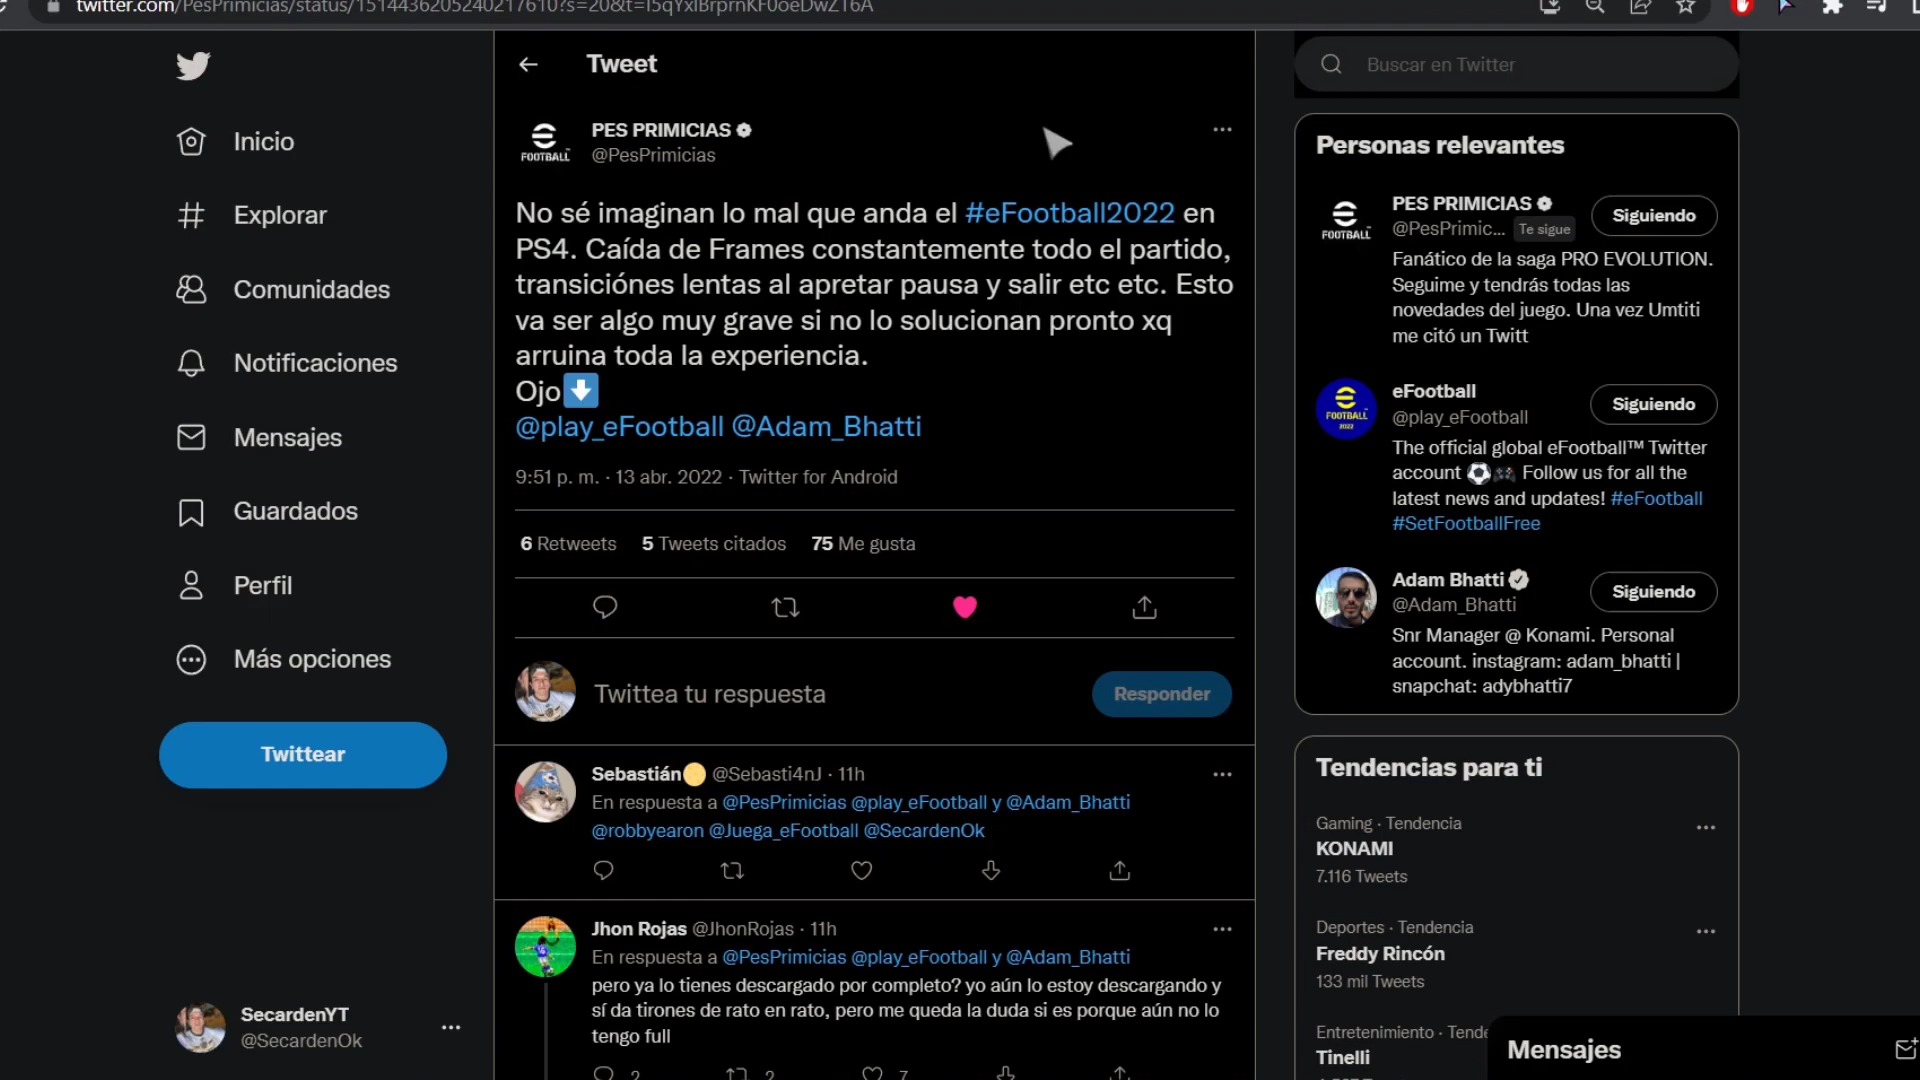 twitter.com/PesPrimicias/status/1514436205240217610?s=20&t=I5qYxIBrprnKF0oeDwZT6A
Inicio
Explorar
Comunidades
Notificaciones
Mensajes
Guardados
Perfil
Más opciones
Twittear
SecardenYT
@SecardenOk
Tweet
FOOTBALL
PES PRIMICIAS
@PesPrimicias
No sé imaginan lo mal que anda el #eFootball2022 en
PS4. Caída de Frames constantemente todo el partido,
transiciónes lentas al apretar pausa y salir etc etc. Esto
va ser algo muy grave si no lo solucionan pronto xq
arruina toda la experiencia.
Ojo⬇️
@play_eFootball @Adam_Bhatti
9:51 p. m. · 13 abr. 2022 · Twitter for Android
6 Retweets 5 Tweets citados 75 Me gusta
Twittea tu respuesta
Responder
Sebastián @Sebasti4nJ · 11h
En respuesta a @PesPrimicias @play_eFootball y @Adam_Bhatti
@robbyearon @Juega_eFootball @SecardenOk
Jhon Rojas @JhonRojas · 11h
En respuesta a @PesPrimicias @play_eFootball y @Adam_Bhatti
pero ya lo tienes descargado por completo? yo aún lo estoy descargando y
sí da tirones de rato en rato, pero me queda la duda si es porque aún no lo
tengo full
2 2 7
Buscar en Twitter
Personas relevantes
FOOTBALL
PES PRIMICIAS
@PesPrimic... Te sigue
Siguiendo
Fanático de la saga PRO EVOLUTION.
Seguime y tendrás todas las
novedades del juego. Una vez Umtiti
me citó un Twitt
FOOTBALL
2022
eFootball
@play_eFootball
Siguiendo
The official global eFootball™ Twitter
account ⚽🎮 Follow us for all the
latest news and updates! #eFootball
#SetFootballFree
Adam Bhatti
@Adam_Bhatti
Siguiendo
Snr Manager @ Konami. Personal
account. instagram: adam_bhatti |
snapchat: adybhatti7
Tendencias para ti
Gaming · Tendencia
KONAMI
7.116 Tweets
Deportes · Tendencia
Freddy Rincón
133 mil Tweets
Entretenimiento · Tende
Tinelli
Mensajes